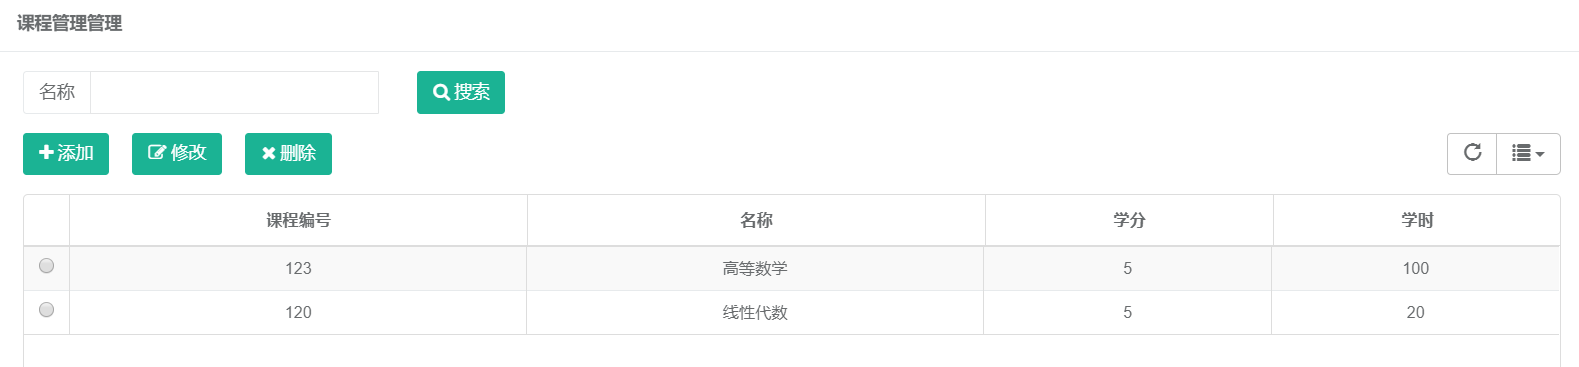 课程管理管理
名称 搜索
添加 修改 删除
课程编号 名称 学分 学时
123 高等数学 5 100
120 线性代数 5 20